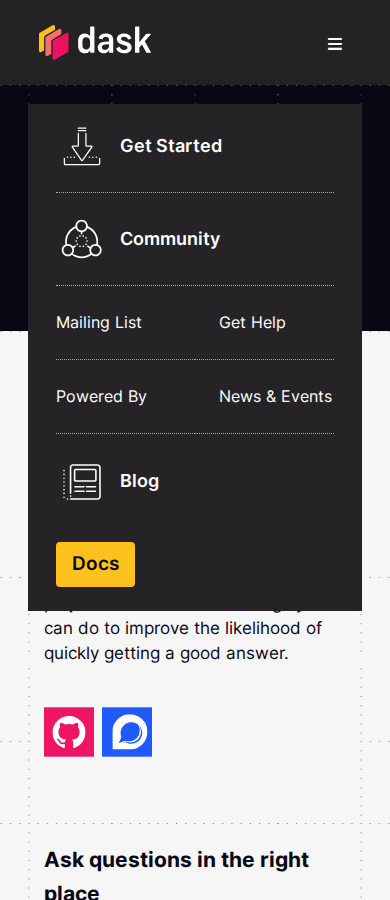 dask
Get Started
Community
Mailing List
Get Help
Powered By
News & Events
Blog
Docs
can do to improve the likelihood of
quickly getting a good answer.
Ask questions in the right
place